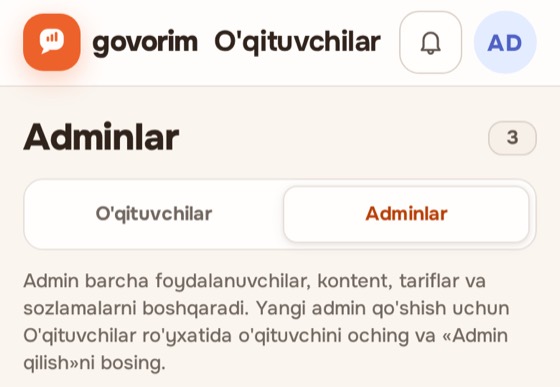 govorim O'qituvchilar AD
Adminlar 3
O'qituvchilar Adminlar
Admin barcha foydalanuvchilar, kontent, tariflar va
sozlamalarni boshqaradi. Yangi admin qo'shish uchun
O'qituvchilar ro'yxatida o'qituvchini oching va «Admin
qilish»ni bosing.